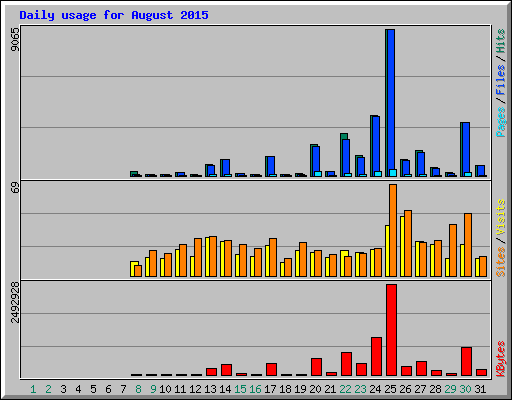 Daily usage for August 2015
9065
69
2492928
Pages / Files / Hits
Sites / Visits
KBytes
1 2 3 4 5 6 7 8 9 10 11 12 13 14 15 16 17 18 19 20 21 22 23 24 25 26 27 28 29 30 31